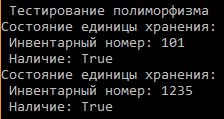 Тестирование полиморфизма
Состояние единицы хранения:
Инвентарный номер: 101
Наличие: True
Состояние единицы хранения:
Инвентарный номер: 1235
Наличие: True